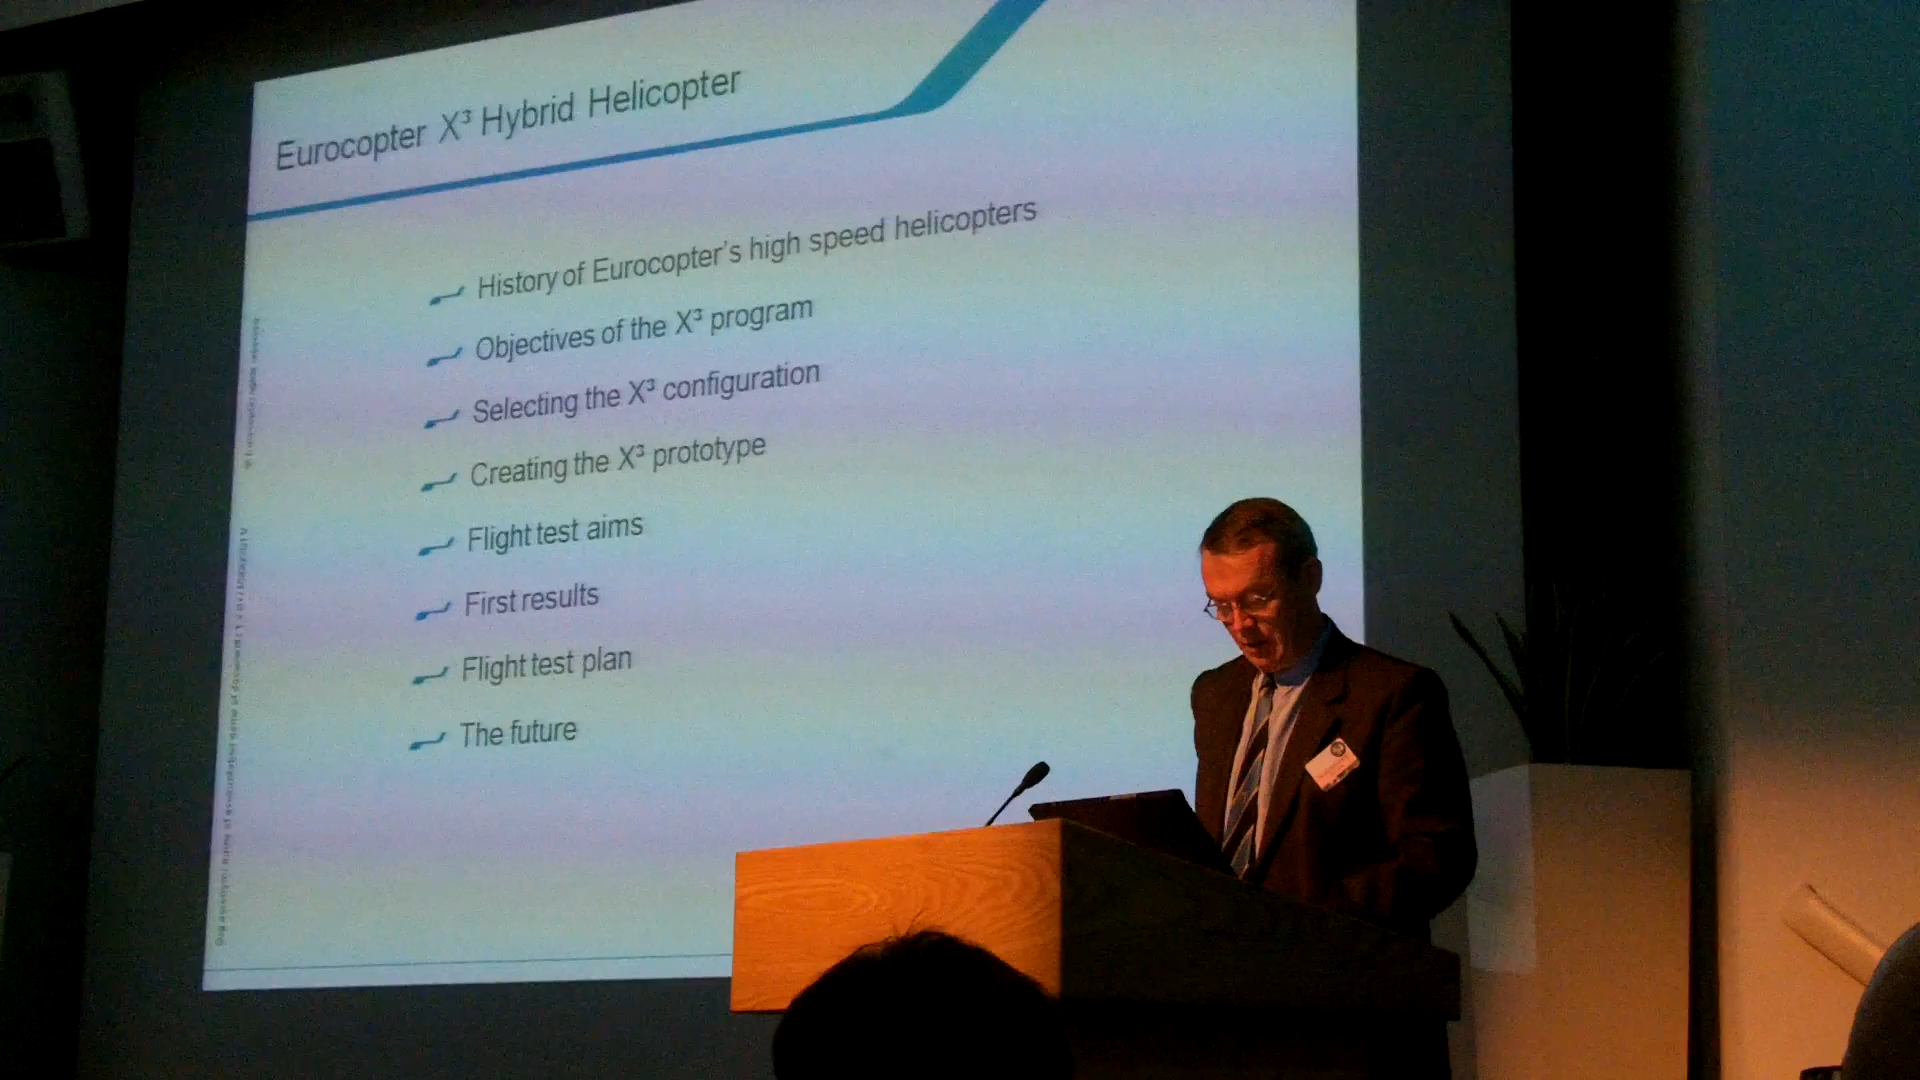 Eurocopter X³ Hybrid Helicopter
History of Eurocopter's high speed helicopters
Objectives of the X³ program
Selecting the X³ configuration
Creating the X³ prototype
Flight test aims
First results
Flight test plan
The future